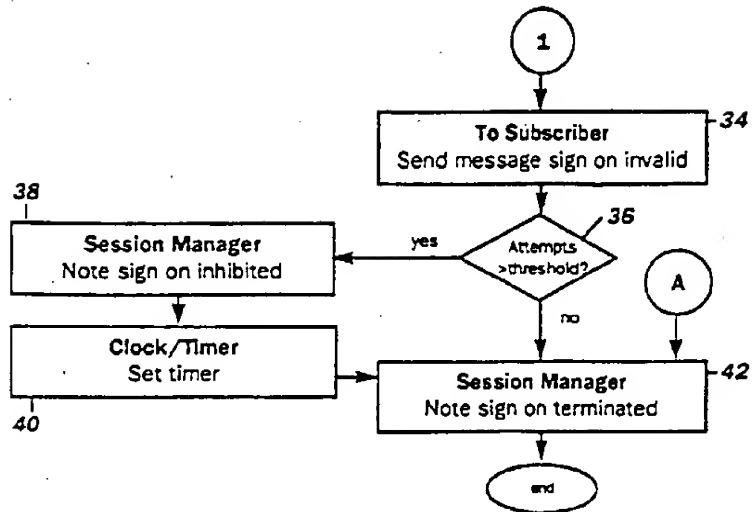 1
To Subscriber
Send message sign on invalid
34
36
Attempts
>threshold?
yes
38
Session Manager
Note sign on inhibited
A
no
Clock/Timer
Set timer
40
42
Session Manager
Note sign on terminated
end